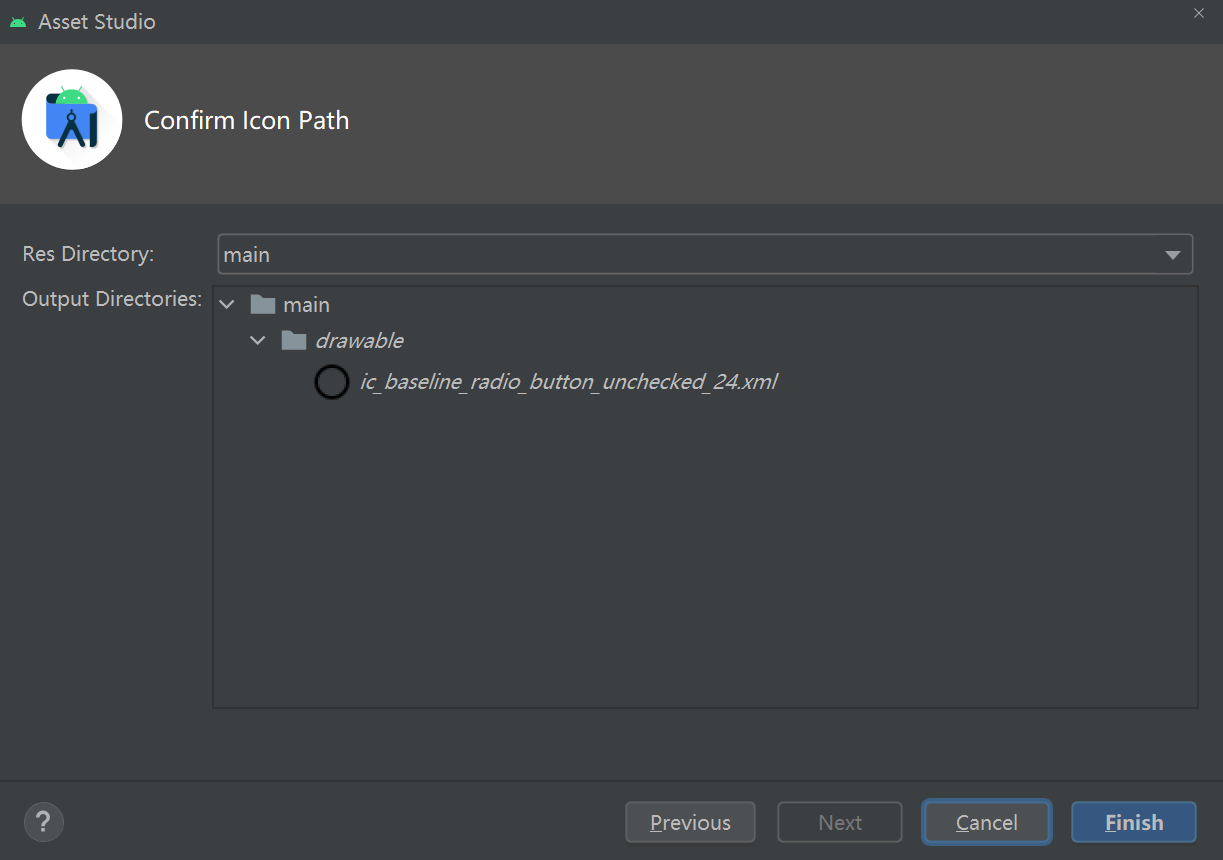 Asset Studio
Confirm Icon Path
Res Directory:
main
Output Directories:
main
drawable
ic_baseline_radio_button_unchecked_24.xml
?
Previous
Next
Cancel
Finish